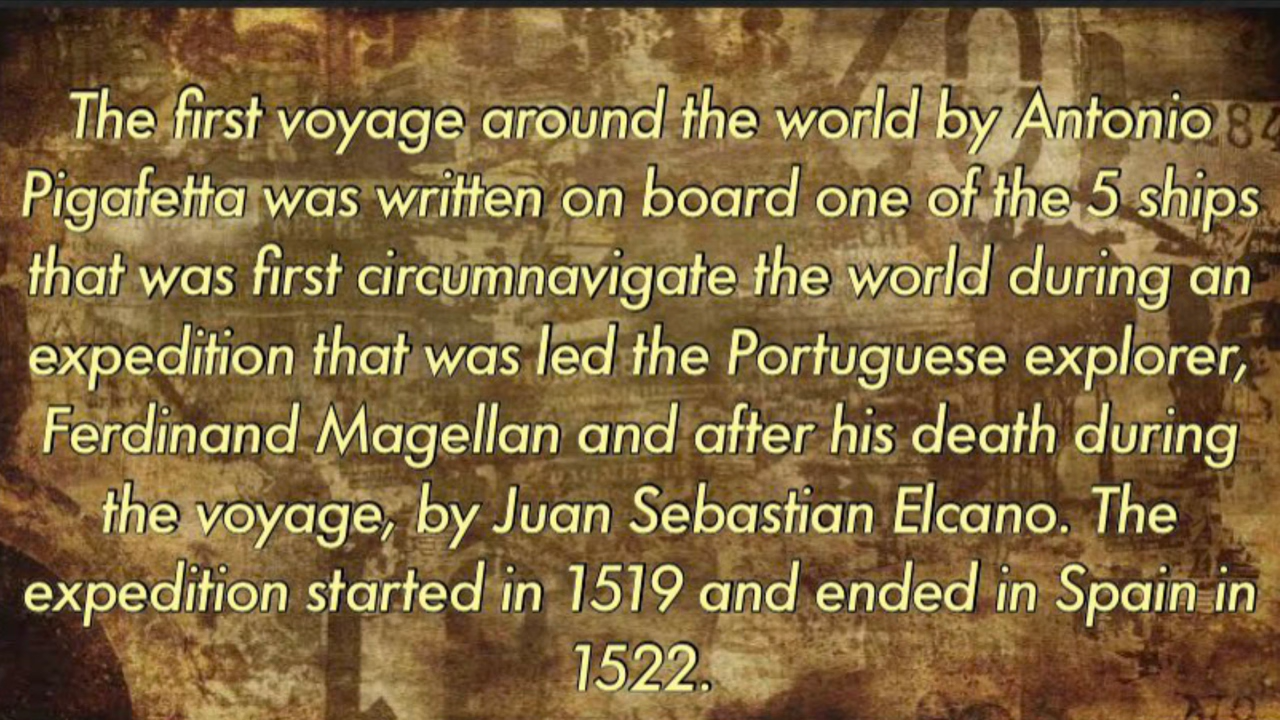 The first voyage around the world by Antonio
Pigafetta was written on board one of the 5 ships
that was first circumnavigate the world during an
expedition that was led the Portuguese explorer,
Ferdinand Magellan and after his death during
the voyage, by Juan Sebastian Elcano. The
expedition started in 1519 and ended in Spain in
1522.